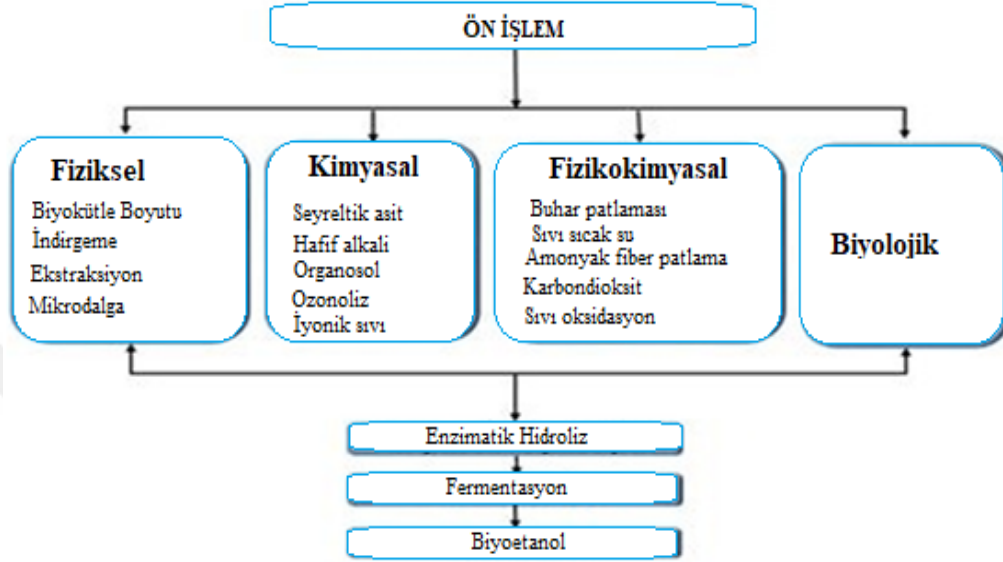 ÖN İŞLEM
Fiziksel
Biyokütle Boyutu
İndirgeme
Ekstraksiyon
Mikrodalga
Kimyasal
Seyreltik asit
Hafif alkali
Organosol
Ozonoliz
İyonik sıvı
Fizikokimyasal
Buhar patlaması
Sıvı sıcak su
Amonyak fiber patlama
Karbondioksit
Sıvı oksidasyon
Biyolojik
Enzimatik Hidroliz
Fermentasyon
Biyoetanol